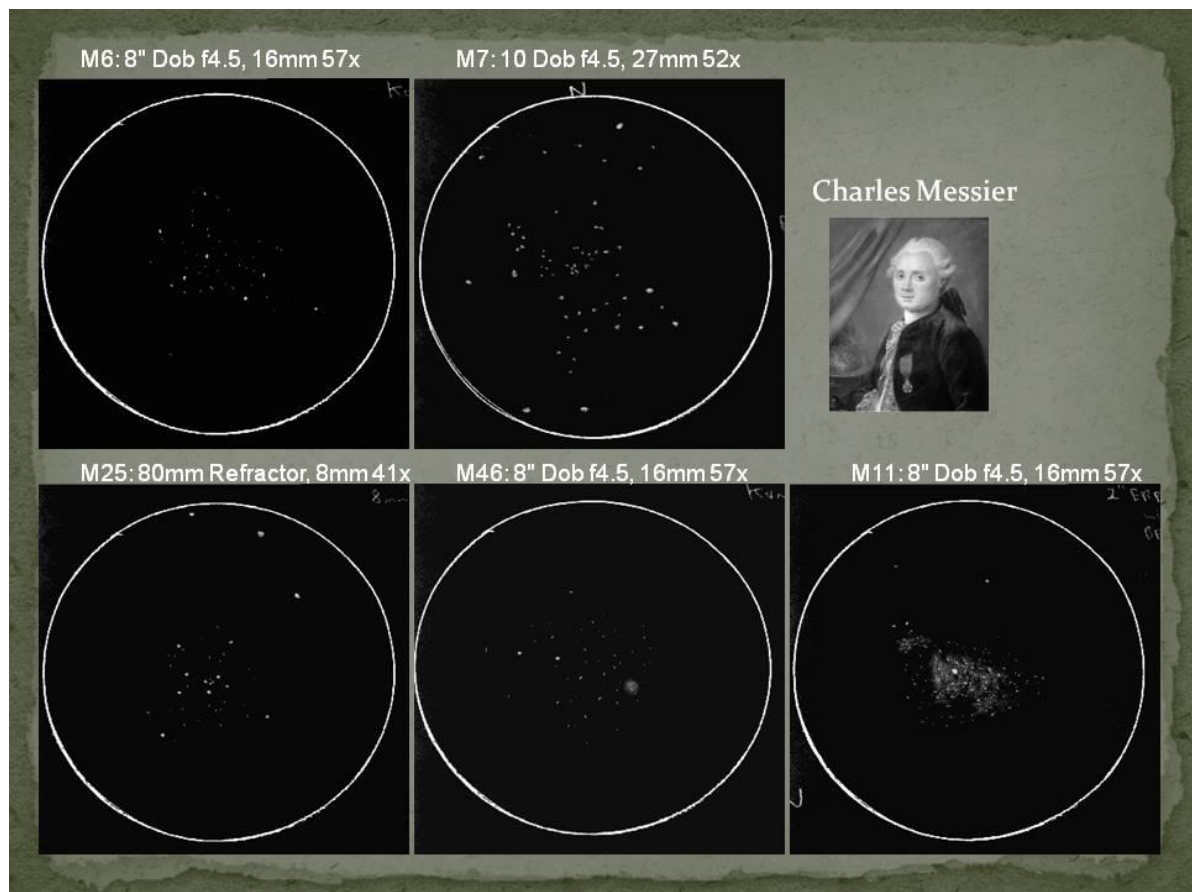 M6: 8" Dob f4.5, 16mm 57x
M7: 10 Dob f4.5, 27mm 52x
N
Charles Messier
M25: 80mm Refractor, 8mm 41x
M46: 8" Dob f4.5, 16mm 57x
M11: 8" Dob f4.5, 16mm 57x
8mm
2"